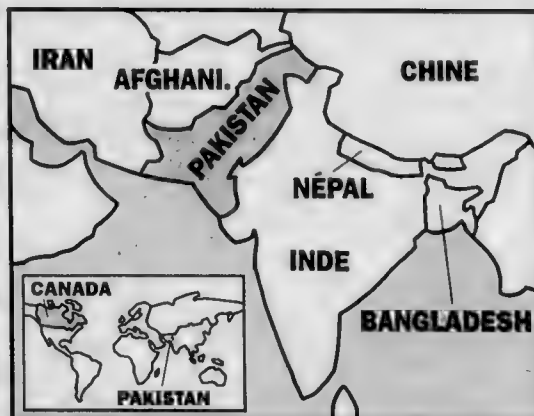 IRAN
AFGHANI.
CHINE
PAKISTAN
NÉPAL
INDE
BANGLADESH
CANADA
PAKISTAN